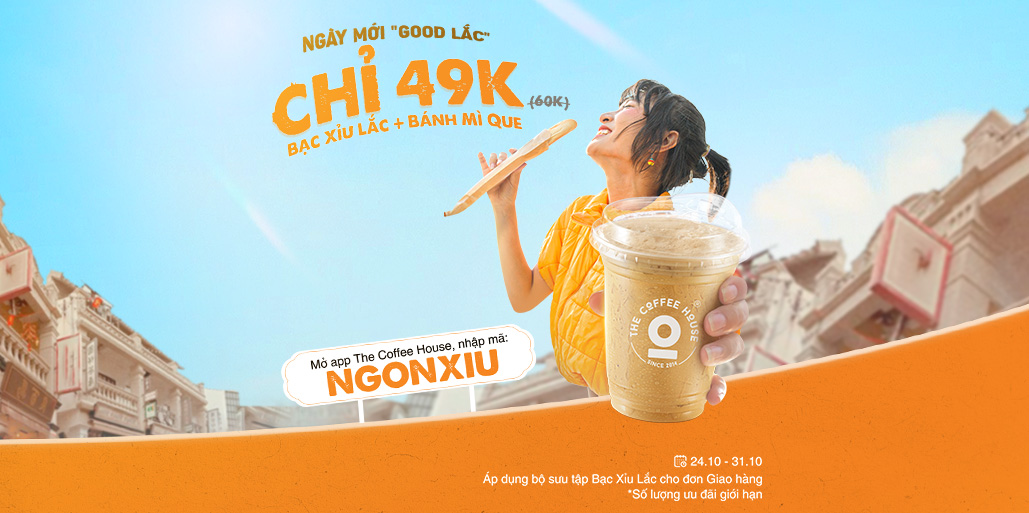 NGÀY MỚI "GOOD LẮC"
CHỈ 49K (60K)
BẠC XỈU LẮC + BÁNH MÌ QUE
THE COFFEE HOUSE
SINCE 2014
Mở app The Coffee House, nhập mã:
NGONXIU
24.10 - 31.10
Áp dụng bộ sưu tập Bạc Xỉu Lắc cho đơn Giao hàng
*Số lượng ưu đãi giới hạn